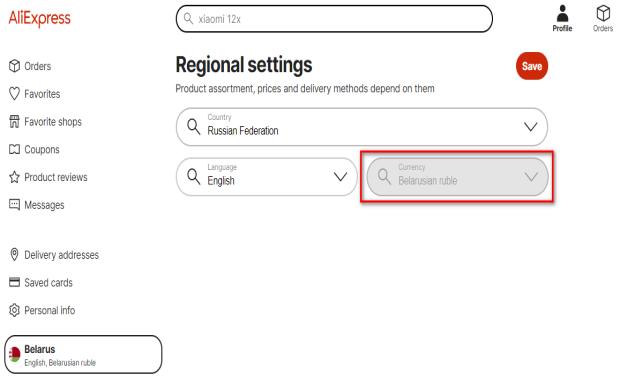 AliExpress
xiaomi 12x
Profile
Orders
Orders
Favorites
Favorite shops
Coupons
Product reviews
Messages
Delivery addresses
Saved cards
Personal info
Belarus
English, Belarusian ruble
Regional settings
Save
Product assortment, prices and delivery methods depend on them
Country
Russian Federation
Language
English
Currency
Belarusian ruble